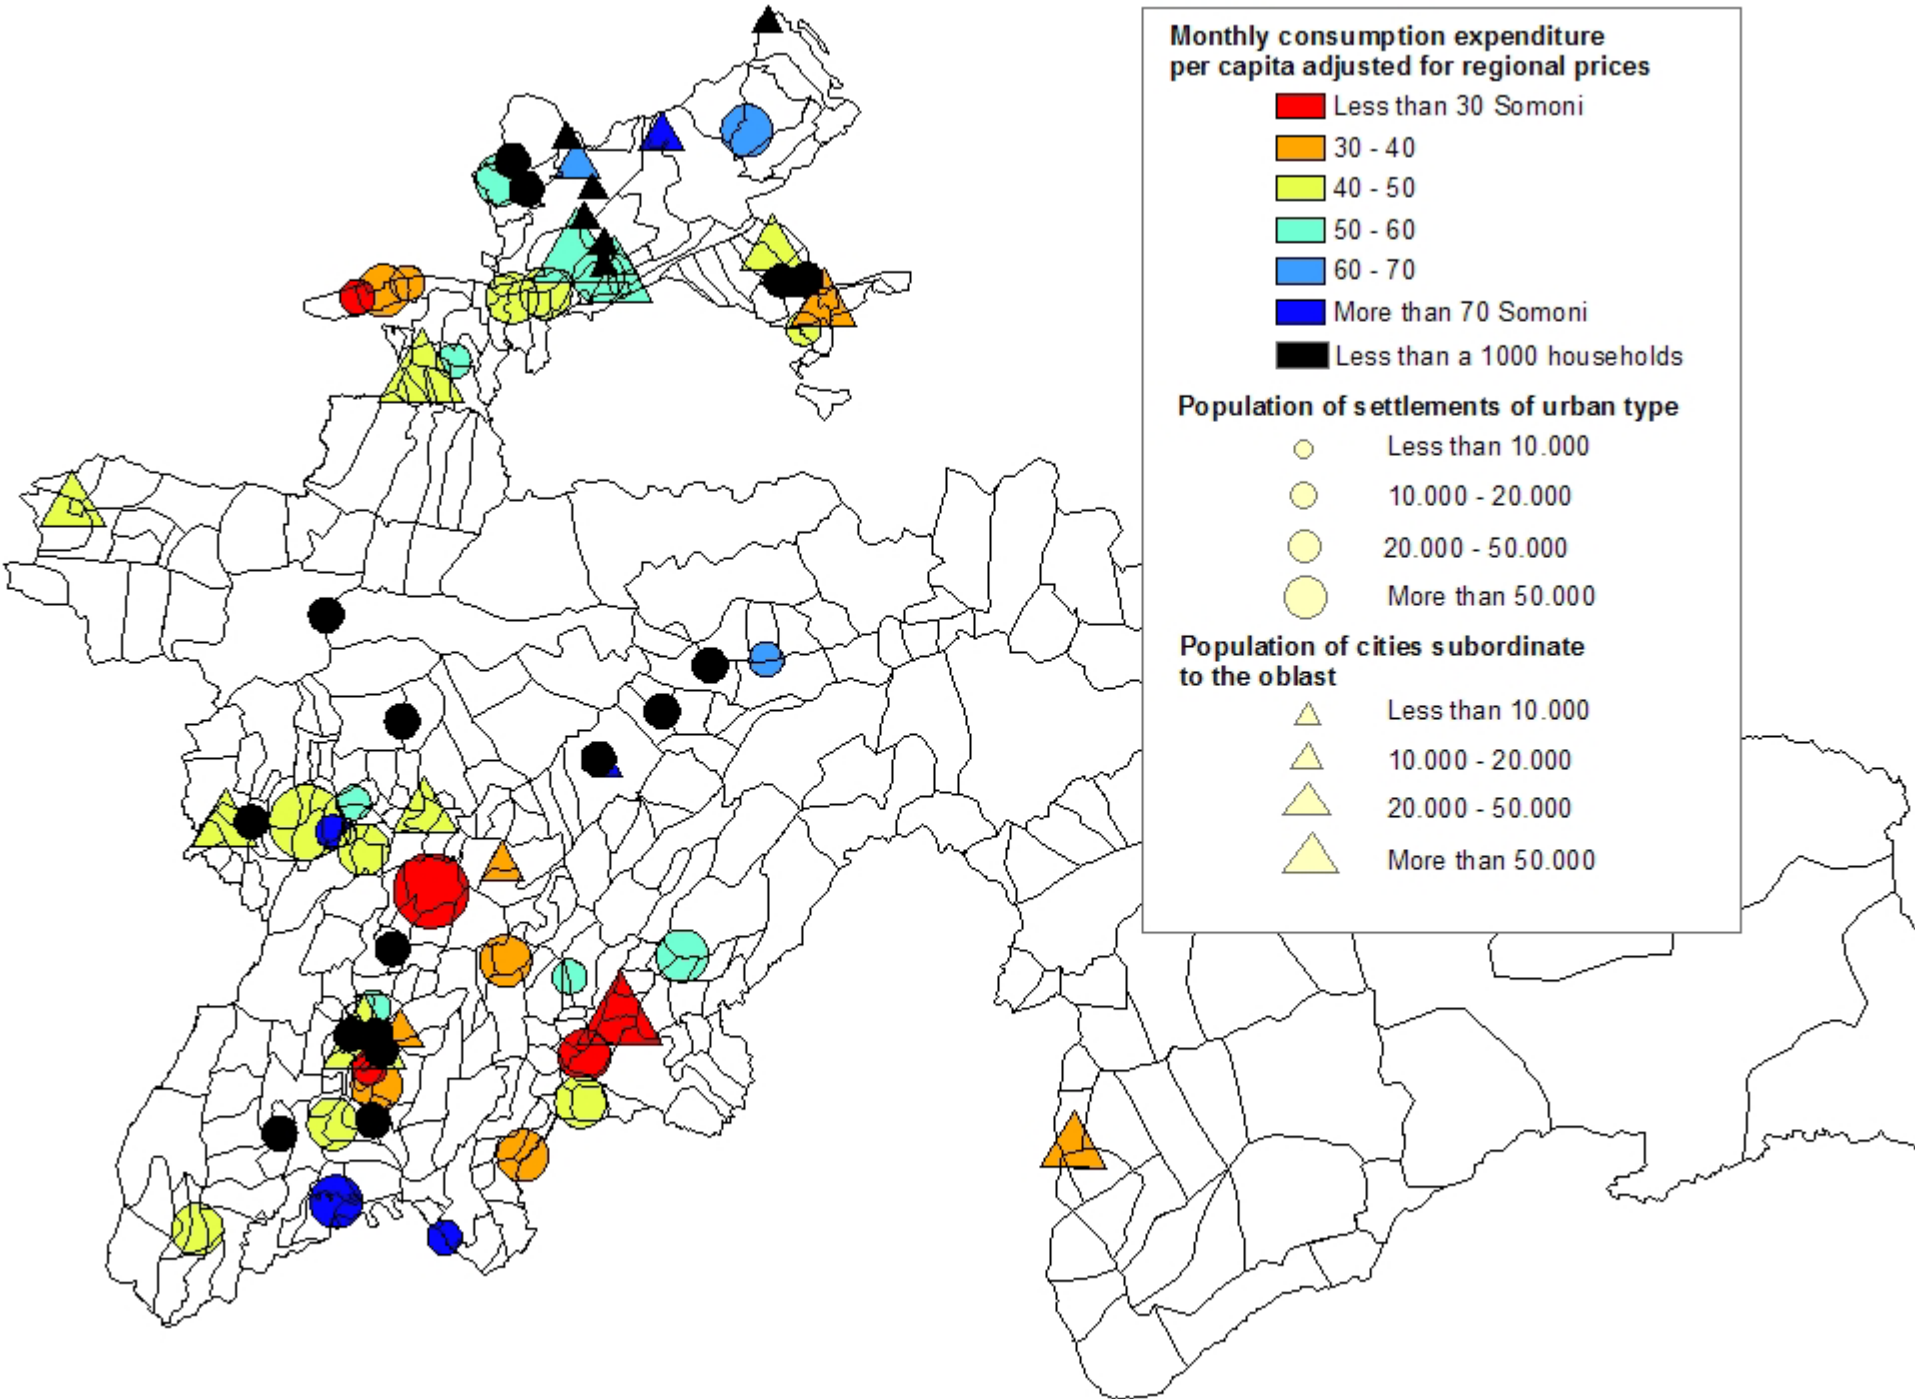 Monthly consumption expenditure
per capita adjusted for regional prices
Less than 30 Somoni
30 - 40
40 - 50
50 - 60
60 - 70
More than 70 Somoni
Less than a 1000 households
Population of settlements of urban type
Less than 10.000
10.000 - 20.000
20.000 - 50.000
More than 50.000
Population of cities subordinate
to the oblast
Less than 10.000
10.000 - 20.000
20.000 - 50.000
More than 50.000